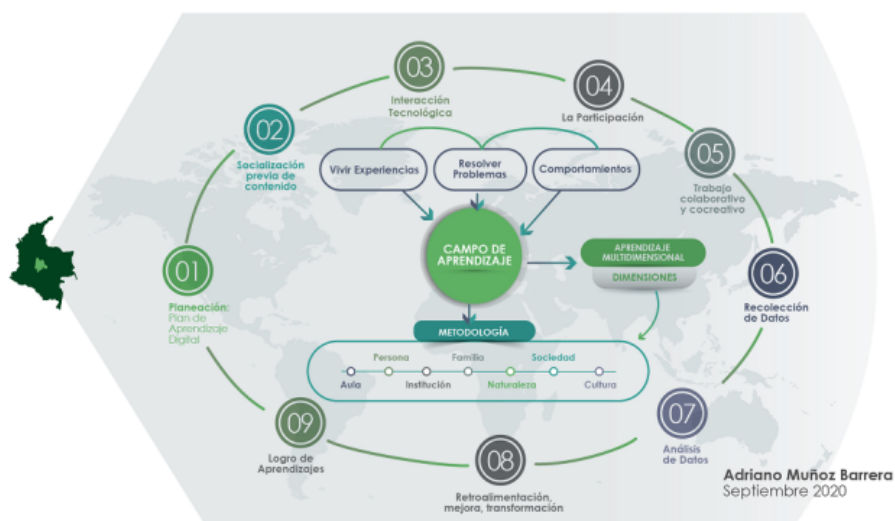 03
Interacción
Tecnológica
04
La Participación
02
Socialización
previa de
contenido
05
Trabajo
colaborativo
y cocreativo
Vivir Experiencias
Resolver
Problemas
Comportamientos
CAMPO DE
APRENDIZAJE
APRENDIZAJE
MULTIDIMENSIONAL
DIMENSIONES
01
Planeación:
Plan de
Aprendizaje
Digital
06
Recolección
de Datos
METODOLOGÍA
Persona
Familia
Sociedad
Aula
Institución
Naturaleza
Cultura
09
Logro de
Aprendizajes
08
Retroalimentación,
mejora, transformación
07
Análisis
de Datos
Adriano Muñoz Barrera
Septiembre 2020